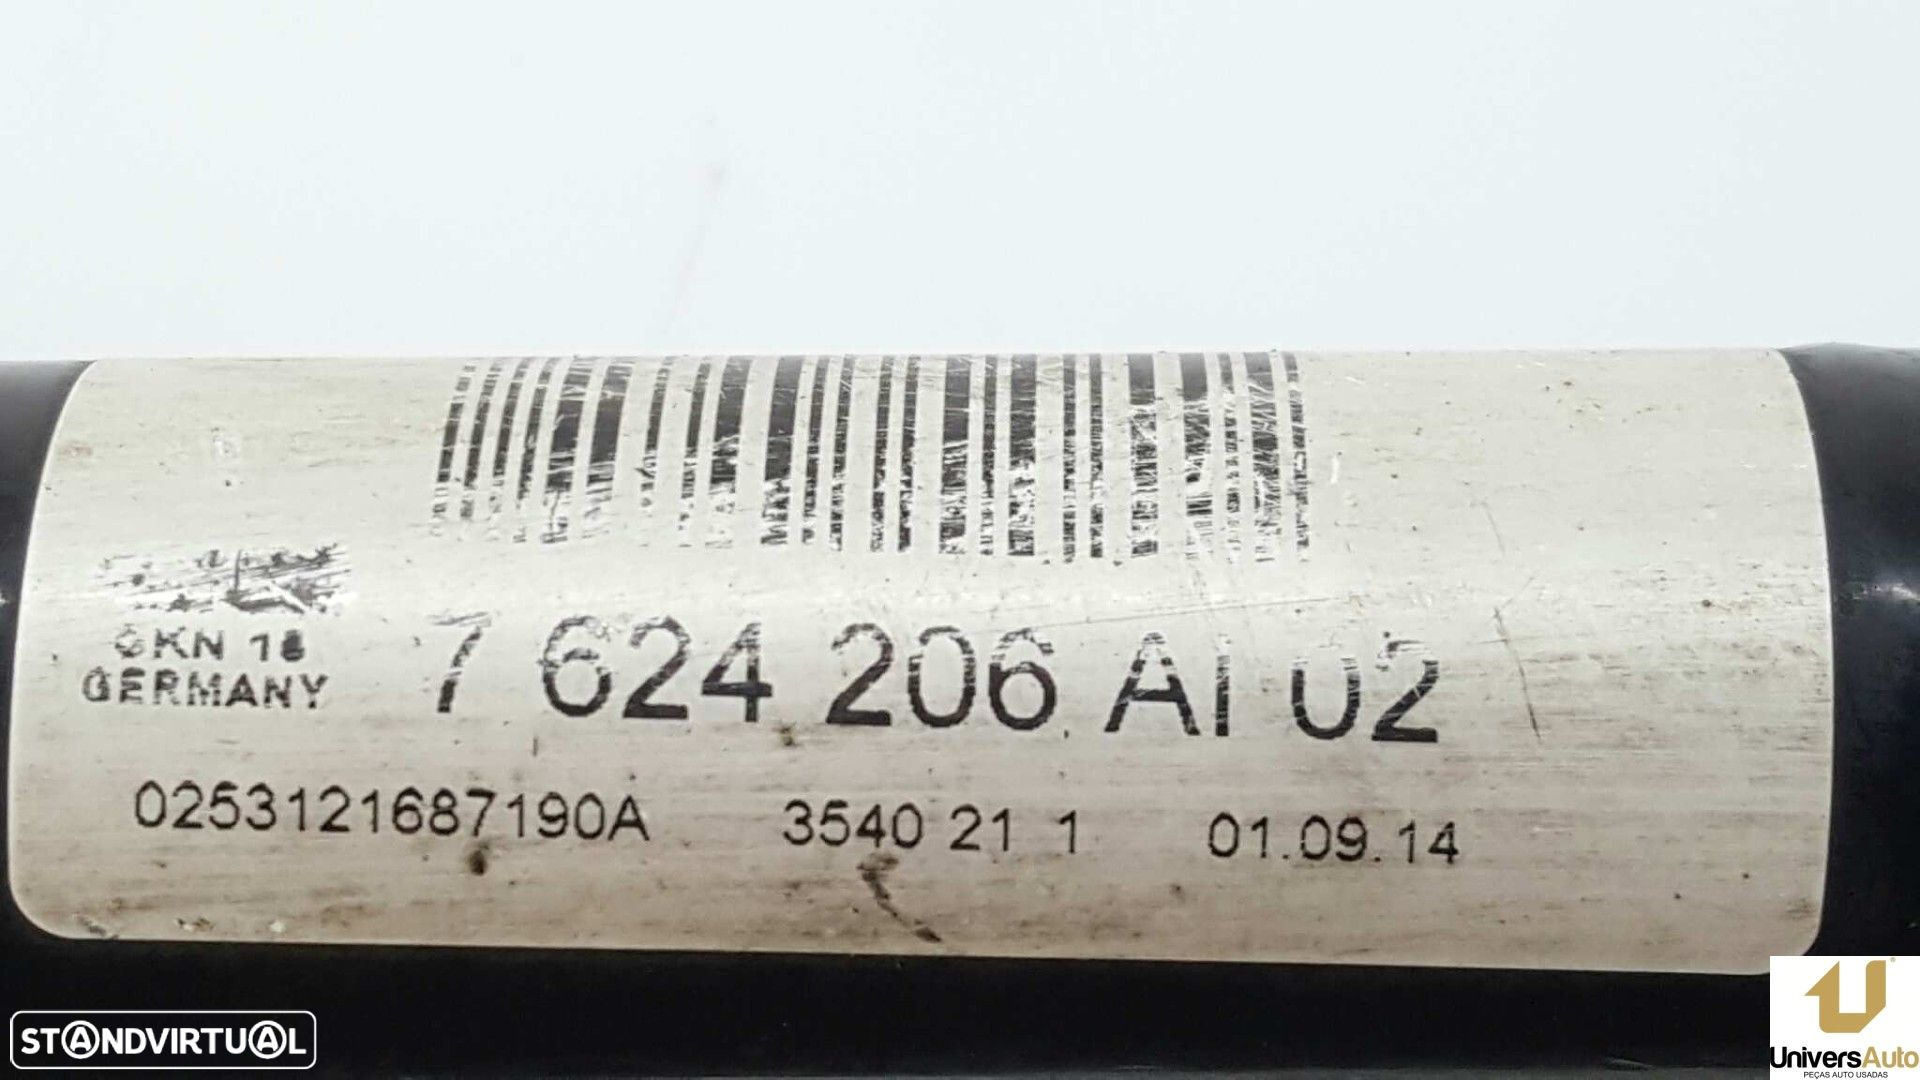 GKN 18
GERMANY
7 624 206 AI 02
0253121687190A 3540 21 1 01.09.14
STANDVIRTUAL
UniversAuto
PEÇAS AUTO USADAS